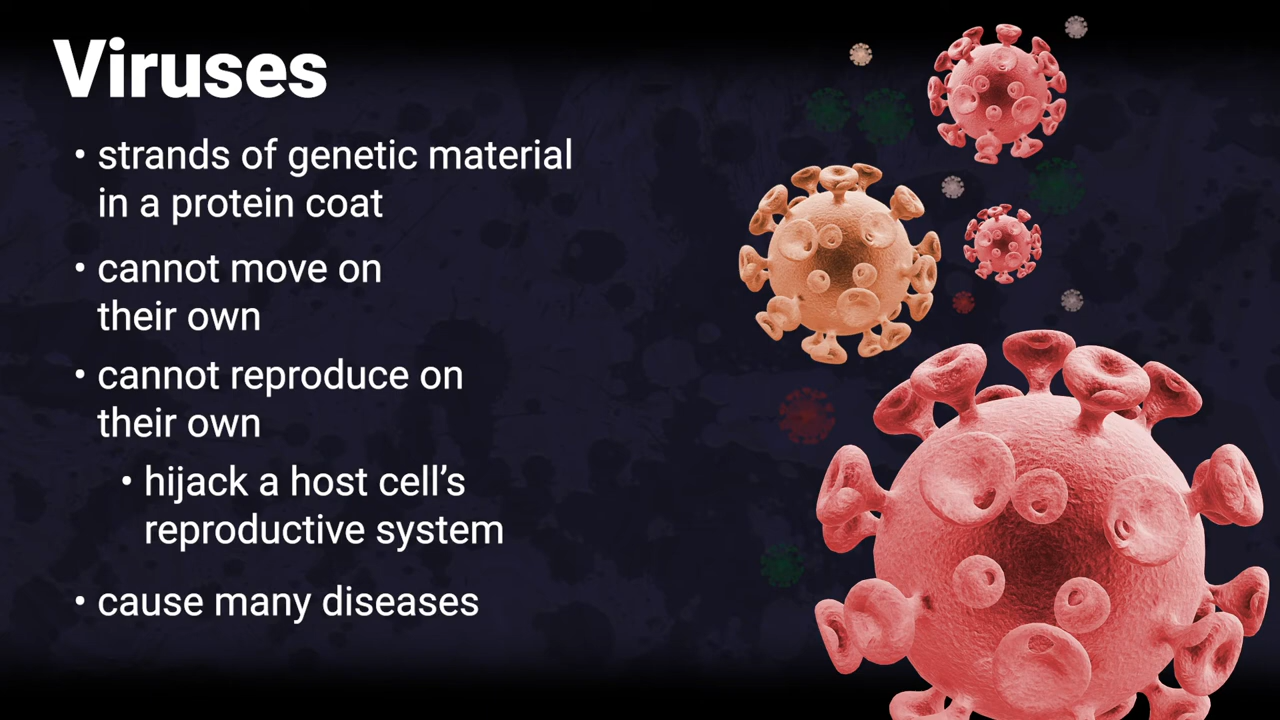 Viruses
• strands of genetic material
in a protein coat
• cannot move on
their own
• cannot reproduce on
their own
• hijack a host cell’s
reproductive system
• cause many diseases